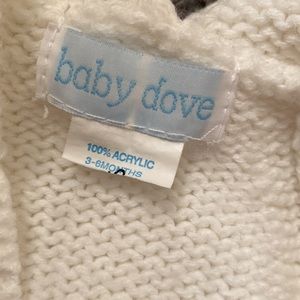 baby dove
100% ACRYLIC
3-6MONTHS